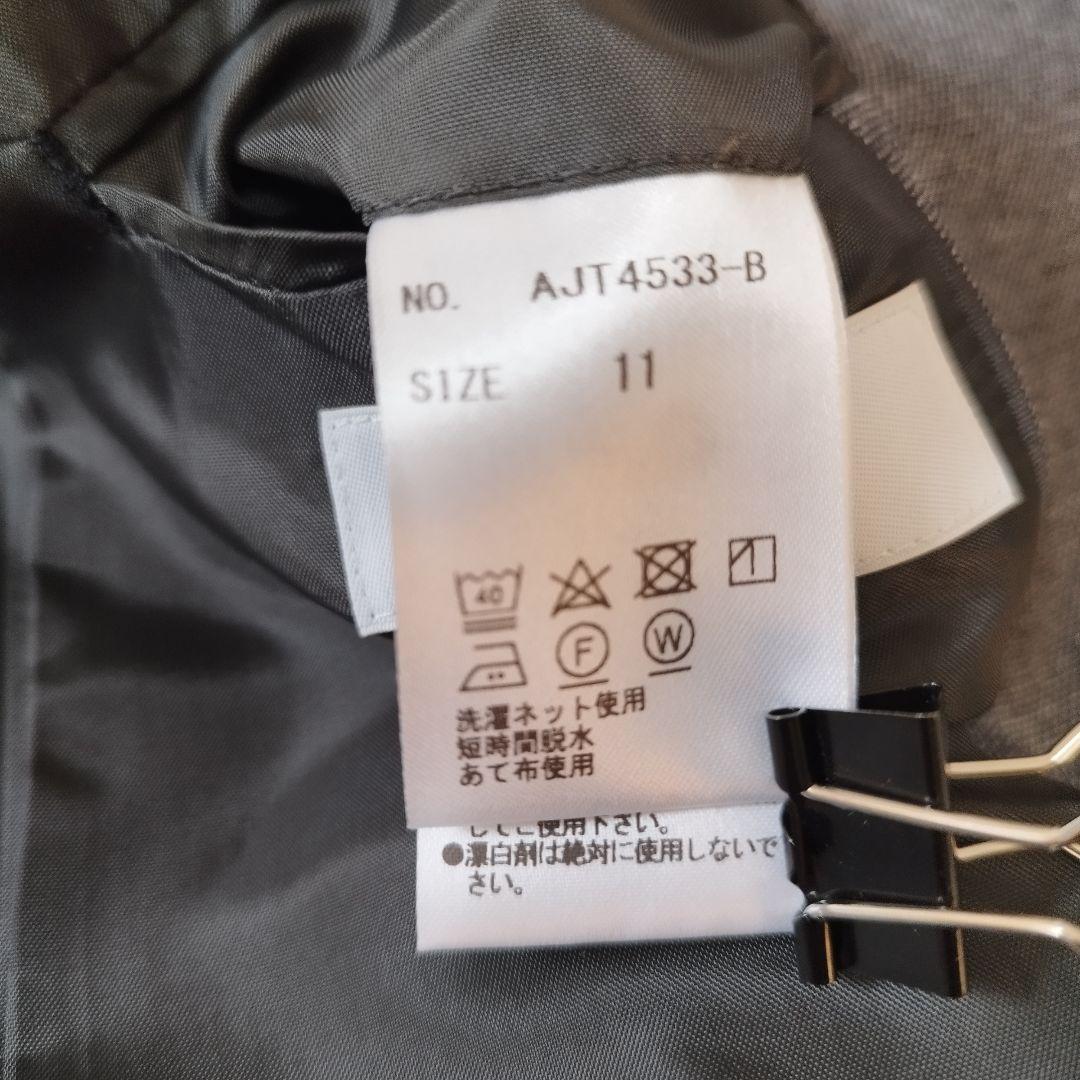 NO. AJT4533-B
SIZE 11
40
F W
洗濯ネット使用
短時間脱水
あて布使用
してご使用下さい。
●漂白剤は絶対に使用しないで
さい。